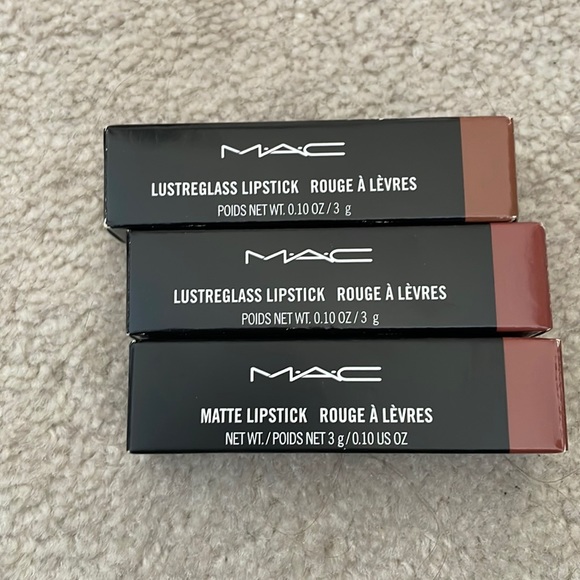 M·A·C
LUSTREGLASS LIPSTICK ROUGE À LÈVRES
POIDS NET WT. 0.10 OZ / 3 g
M·A·C
LUSTREGLASS LIPSTICK ROUGE À LÈVRES
POIDS NET WT. 0.10 OZ / 3 g
M·A·C
MATTE LIPSTICK ROUGE À LÈVRES
NET WT. / POIDS NET 3 g / 0.10 US OZ